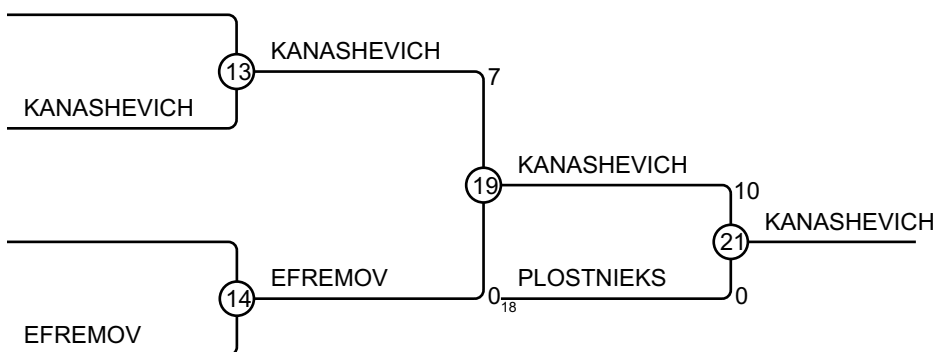 KANASHEVICH
13
7
KANASHEVICH
KANASHEVICH
19
10
KANASHEVICH
21
EFREMOV
0
18
PLOSTNIEKS
0
14
EFREMOV